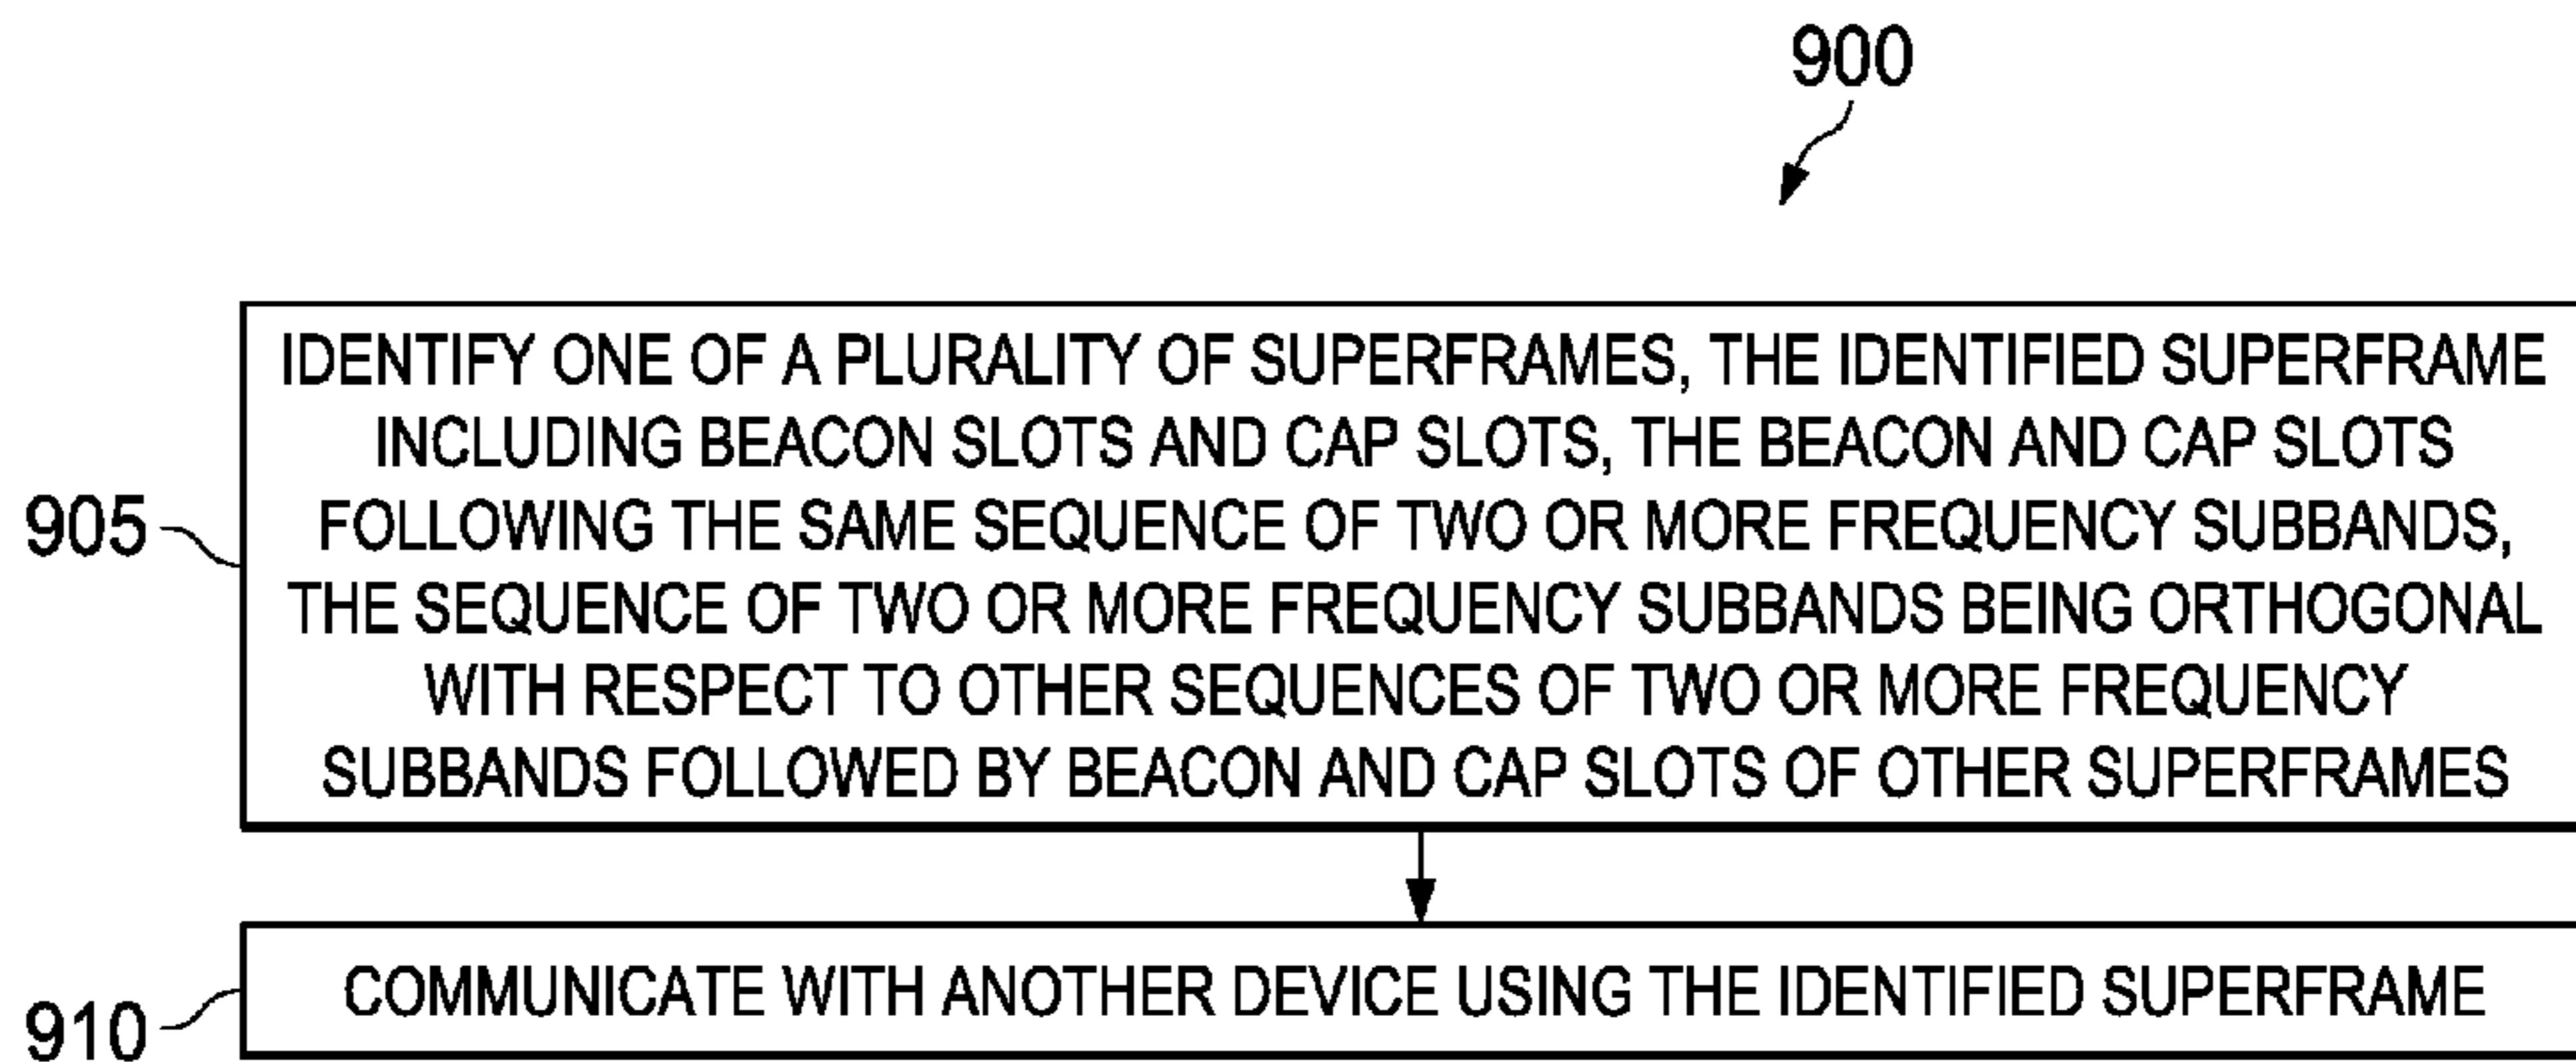 900
IDENTIFY ONE OF A PLURALITY OF SUPERFRAMES, THE IDENTIFIED SUPERFRAME
INCLUDING BEACON SLOTS AND CAP SLOTS, THE BEACON AND CAP SLOTS
905
FOLLOWING THE SAME SEQUENCE OF TWO OR MORE FREQUENCY SUBBANDS,
THE SEQUENCE OF TWO OR MORE FREQUENCY SUBBANDS BEING ORTHOGONAL
WITH RESPECT TO OTHER SEQUENCES OF TWO OR MORE FREQUENCY
SUBBANDS FOLLOWED BY BEACON AND CAP SLOTS OF OTHER SUPERFRAMES
910
COMMUNICATE WITH ANOTHER DEVICE USING THE IDENTIFIED SUPERFRAME